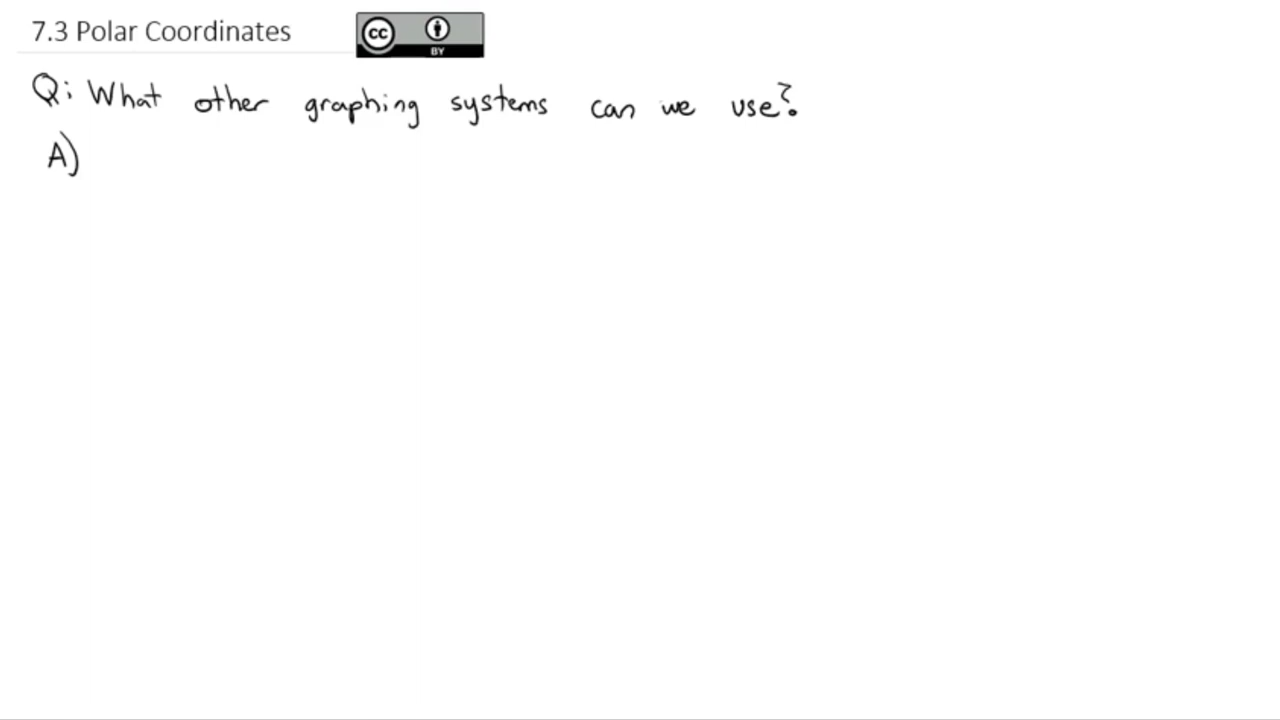 7.3 Polar Coordinates
cc BY
Q: What other graphing systems can we use?
A)